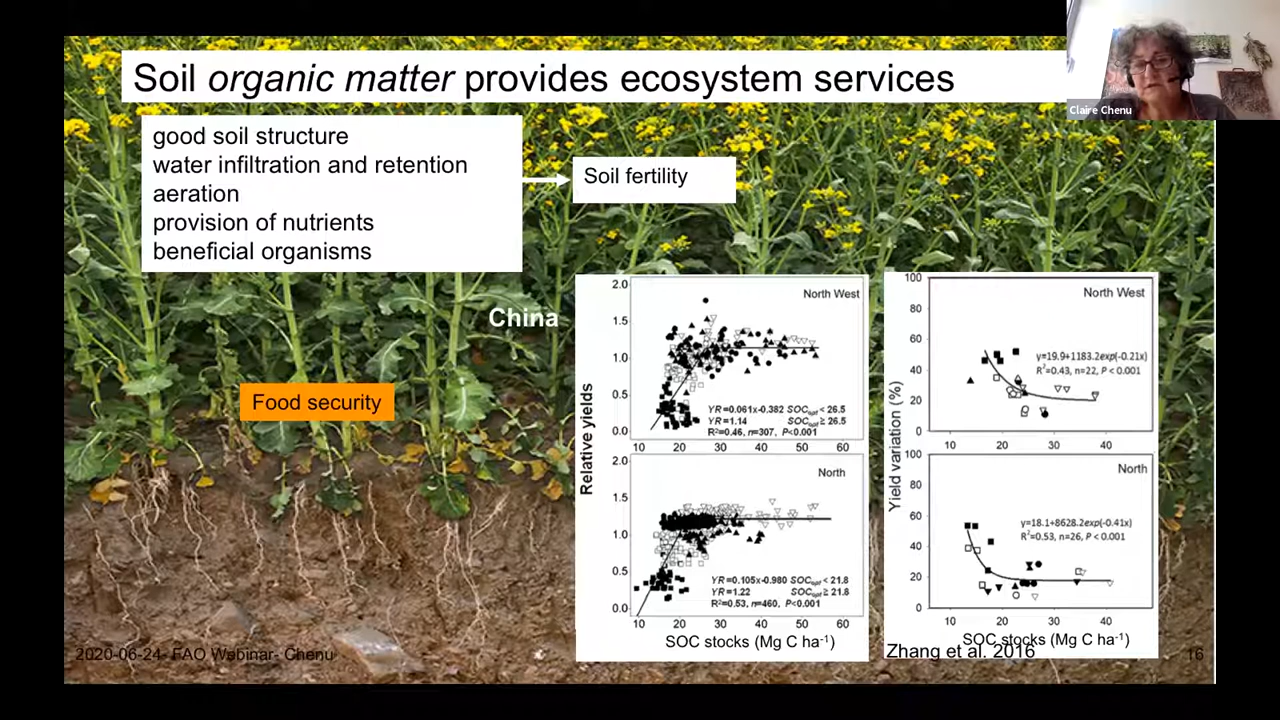 Soil organic matter provides ecosystem services
Claire Chenu
good soil structure
water infiltration and retention
aeration
provision of nutrients
beneficial organisms
Soil fertility
China
Food security
Relative yields
2.0
1.5
1.0
0.5
0.0
North West
YR=0.061x-0.382 SOCopt < 26.5
YR=1.14 SOCopt ≥ 26.5
R²=0.46, n=307, P<0.001
10 20 30 40 50 60
2.0
1.5
1.0
0.5
0.0
North
YR=0.105x-0.980 SOCopt < 21.8
YR=1.22 SOCopt ≥ 21.8
R²=0.53, n=460, P<0.001
10 20 30 40 50 60
SOC stocks (Mg C ha⁻¹)
Yield variation (%)
100
80
60
40
20
0
North West
y=19.9+1183.2exp(-0.21x)
R²=0.43, n=22, P < 0.001
10 20 30 40
100
80
60
40
20
0
North
y=18.1+8628.2exp(-0.41x)
R²=0.53, n=26, P < 0.001
10 20 30 40
SOC stocks (Mg C ha⁻¹)
Zhang et al. 2016
2020-06-24- FAO Webinar- Chenu
16